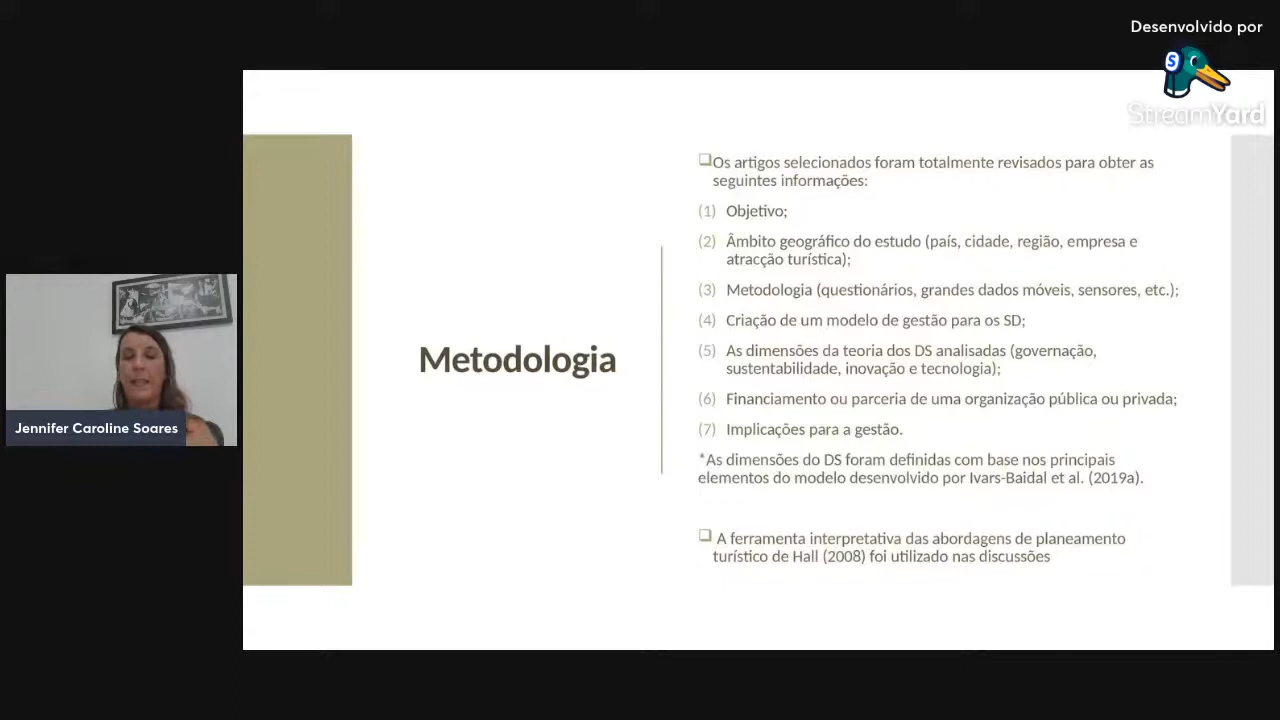 Desenvolvido por
StreamYard
Os artigos selecionados foram totalmente revisados para obter as
seguintes informações:
(1) Objetivo;
(2) Âmbito geográfico do estudo (país, cidade, região, empresa e
atracção turística);
(3) Metodologia (questionários, grandes dados móveis, sensores, etc.);
(4) Criação de um modelo de gestão para os SD;
(5) As dimensões da teoria dos DS analisadas (governação,
sustentabilidade, inovação e tecnologia);
Metodologia
(6) Financiamento ou parceria de uma organização pública ou privada;
(7) Implicações para a gestão.
*As dimensões do DS foram definidas com base nos principais
elementos do modelo desenvolvido por Ivars-Baidal et al. (2019a).
A ferramenta interpretativa das abordagens de planeamento
turístico de Hall (2008) foi utilizado nas discussões
Jennifer Caroline Soares